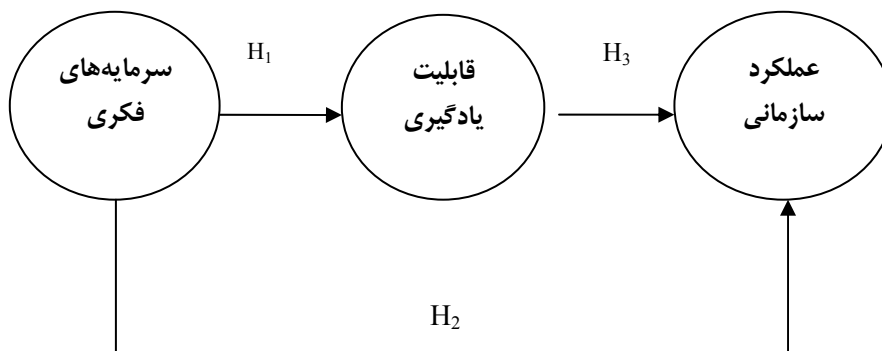 سرمایه‌های
فکری
H₁
قابلیت
یادگیری
H₃
عملکرد
سازمانی
H₂